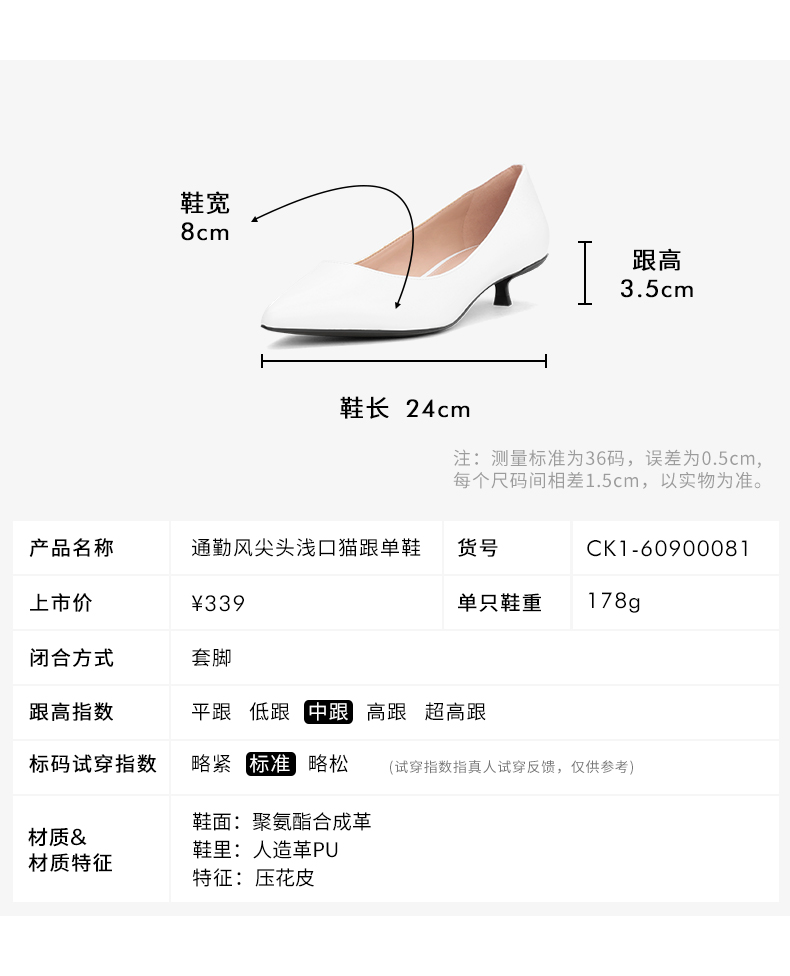 鞋宽
8cm
跟高
3.5cm
鞋长 24cm
注：测量标准为36码，误差为0.5cm,
每个尺码间相差1.5cm，以实物为准。
产品名称 通勤风尖头浅口猫跟单鞋 货号 CK1-60900081
上市价 ¥339 单只鞋重 178g
闭合方式 套脚
跟高指数 平跟 低跟 中跟 高跟 超高跟
标码试穿指数 略紧 标准 略松 (试穿指数指真人试穿反馈，仅供参考)
材质&
材质特征
鞋面：聚氨酯合成革
鞋里：人造革PU
特征：压花皮